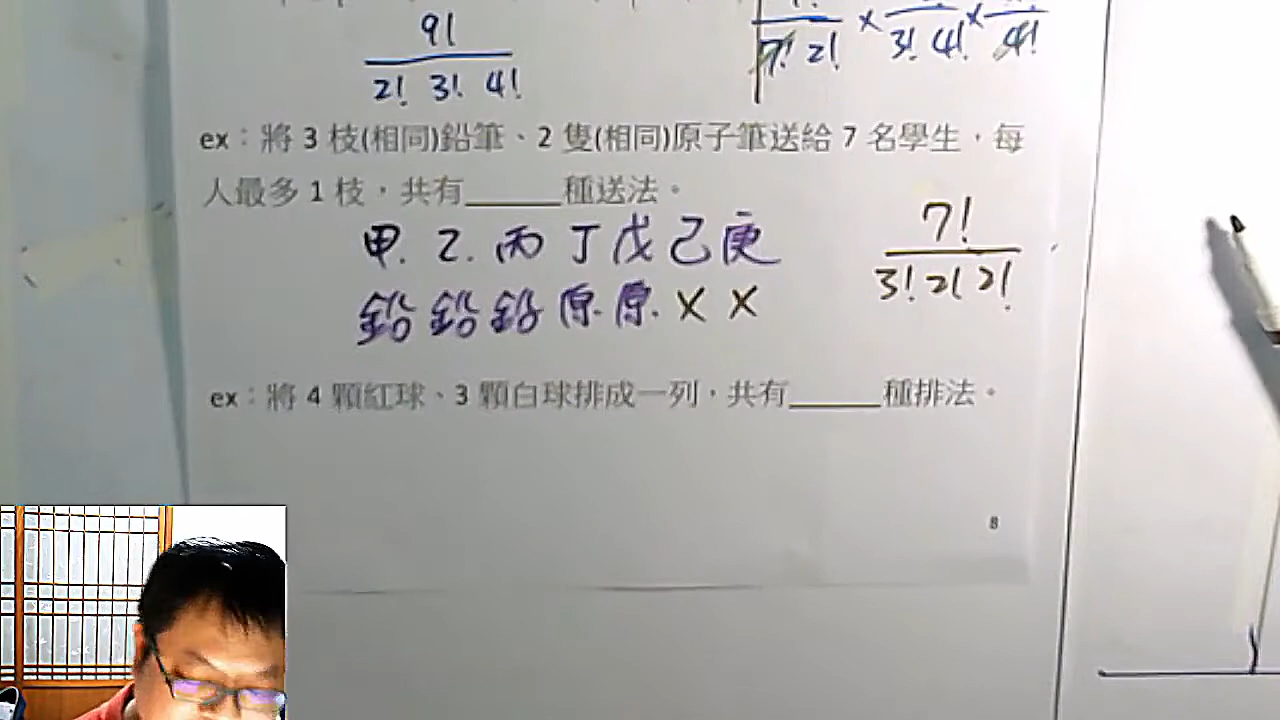 9!
2! 3! 4!
7! 2! × 3! 4! × 4!
ex：將 3 枝(相同)鉛筆、2 隻(相同)原子筆送給 7 名學生，每
人最多 1 枝，共有______種送法。
甲. 乙. 丙 丁 戊 己 庚
鉛 鉛 鉛 原. 原. × ×
7!
3! 2! 2!
ex：將 4 顆紅球、3 顆白球排成一列，共有______種排法。
8